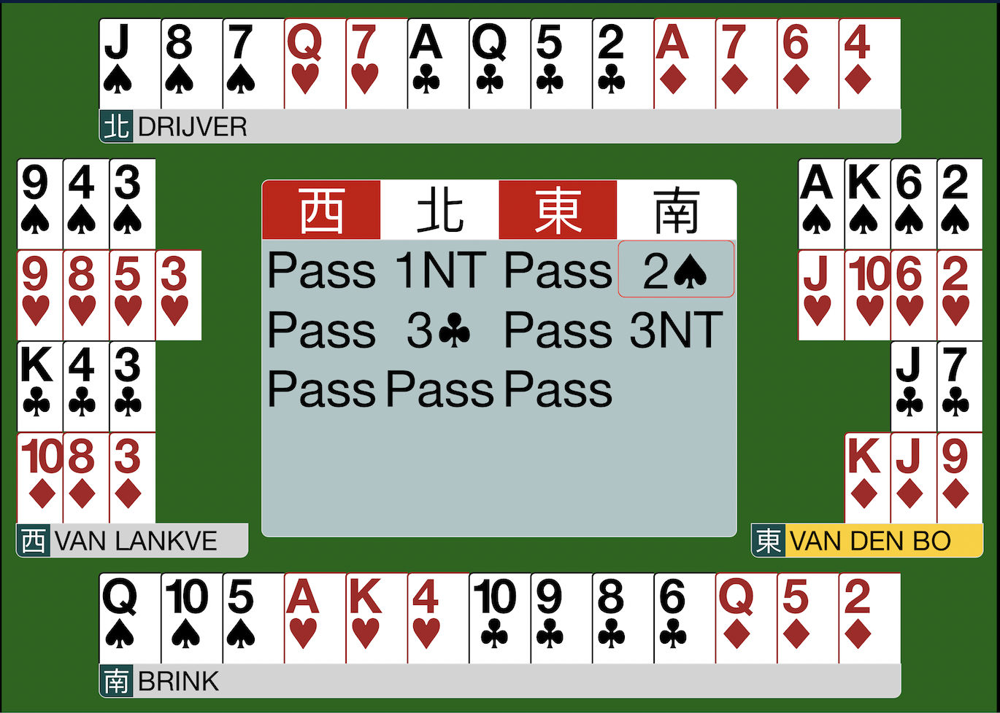 J 8 7 Q 7 A Q 5 2 A 7 6 4
北 DRIJVER
9 4 3
9 8 5 3
K 4 3
10 8 3
西 VAN LANKVE
西 北 東 南
Pass 1NT Pass 2♠
Pass 3♣ Pass 3NT
Pass Pass Pass
A K 6 2
J 10 6 2
J 7
K J 9
東 VAN DEN BO
Q 10 5 A K 4 10 9 8 6 Q 5 2
南 BRINK